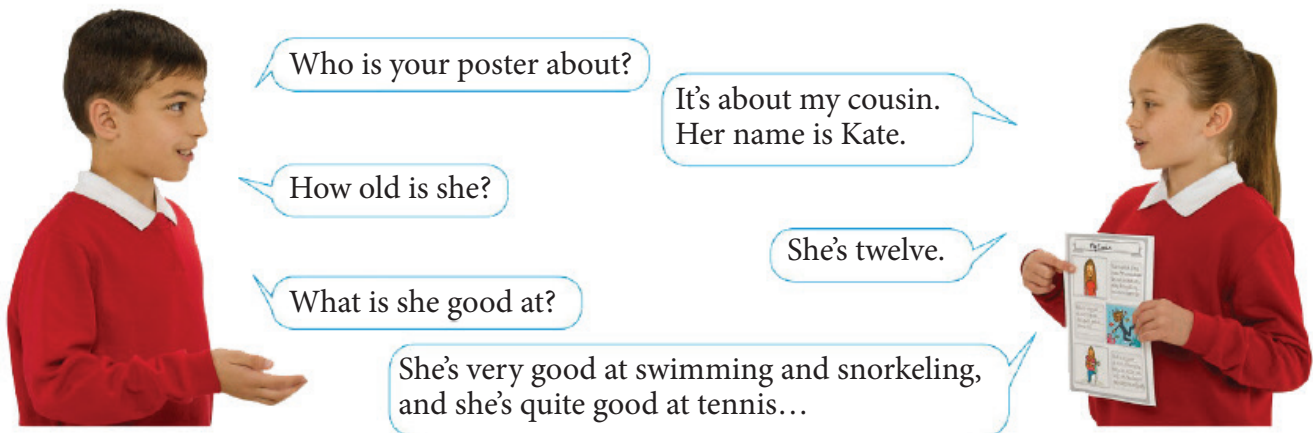 Who is your poster about?
It's about my cousin.
Her name is Kate.
How old is she?
She's twelve.
What is she good at?
She's very good at swimming and snorkeling,
and she's quite good at tennis…